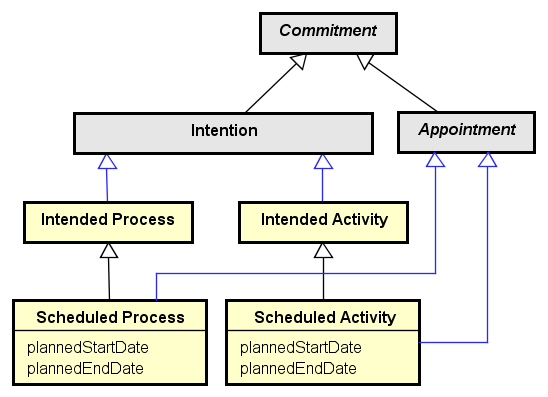 Commitment
Intention
Appointment
Intended Process
Intended Activity
Scheduled Process
plannedStartDate
plannedEndDate
Scheduled Activity
plannedStartDate
plannedEndDate